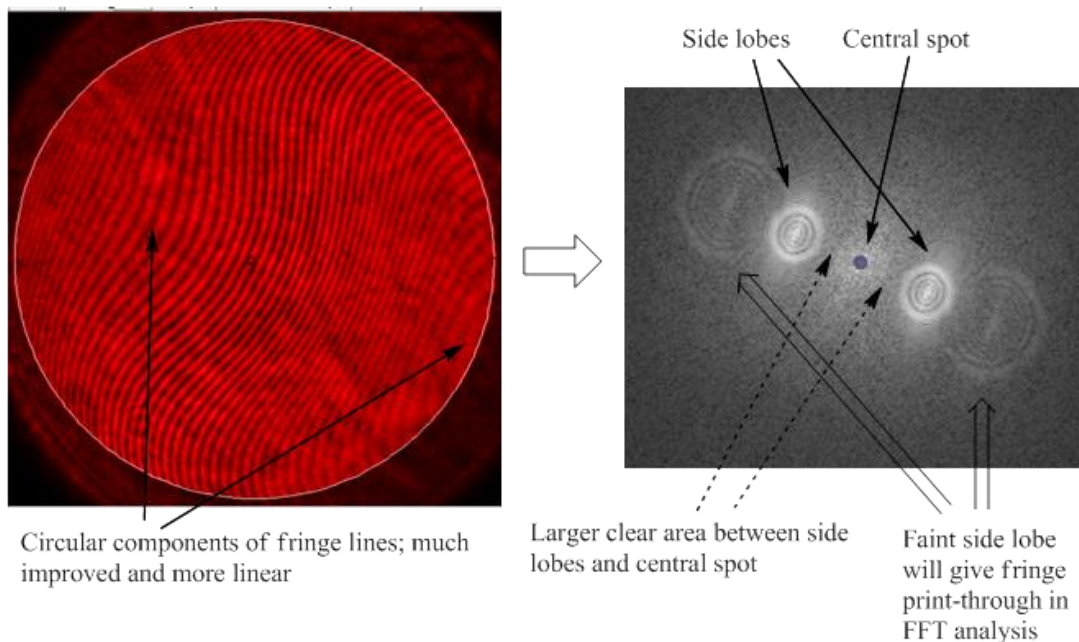 Side lobes
Central spot
Circular components of fringe lines; much
improved and more linear
Larger clear area between side
lobes and central spot
Faint side lobe
will give fringe
print-through in
FFT analysis